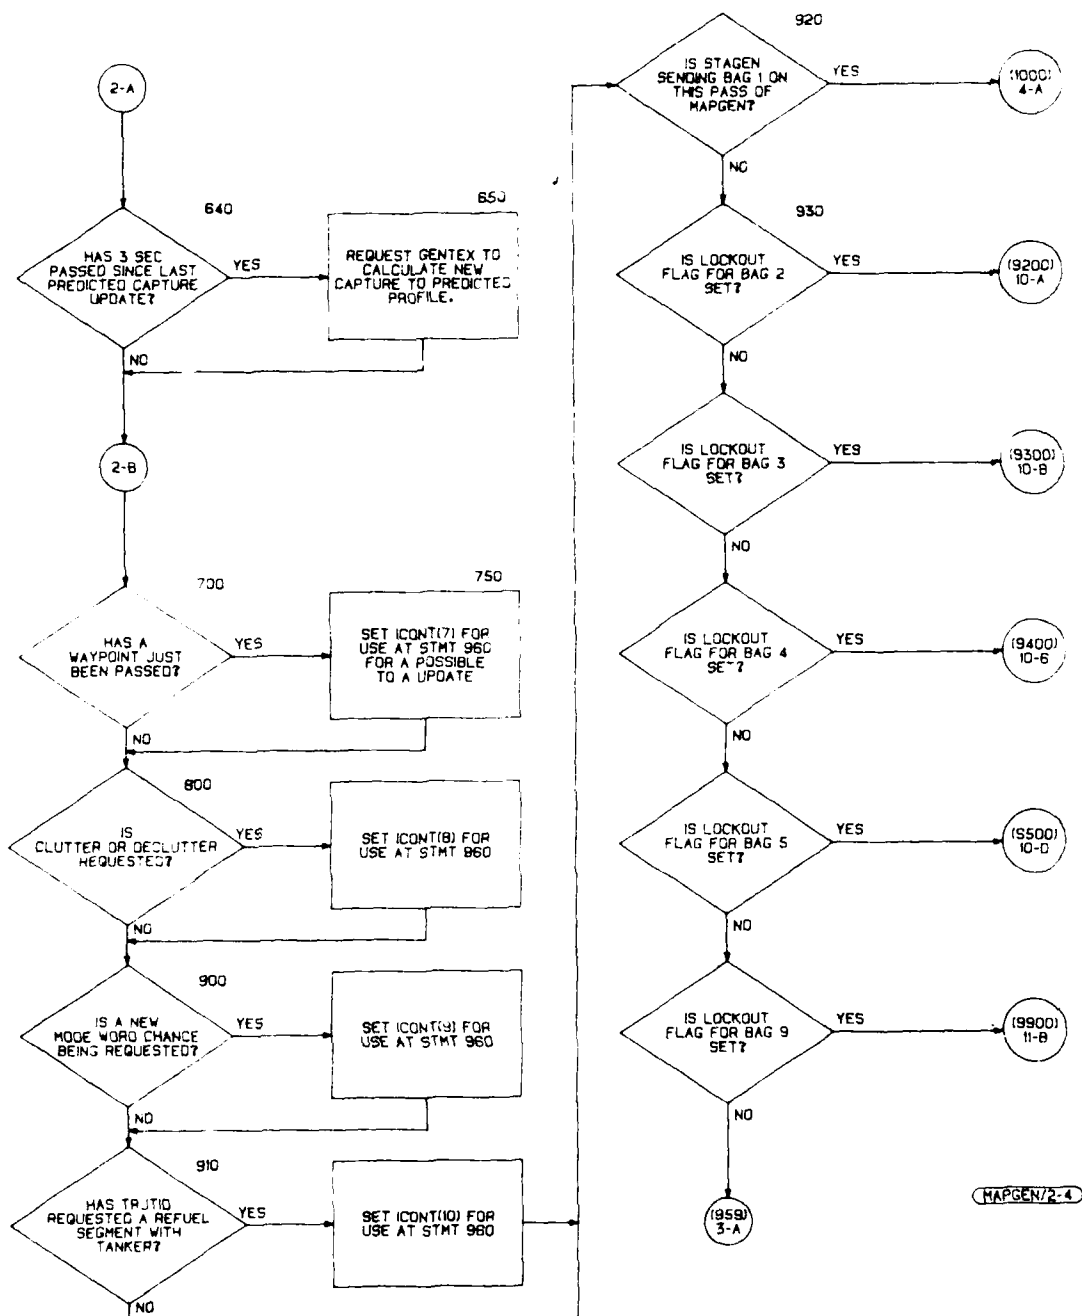 2-A
640
HAS 3 SEC
PASSED SINCE LAST
PREDICTED CAPTURE
UPDATE?
YES
NO
650
REQUEST GENTEX TO
CALCULATE NEW
CAPTURE TO PREDICTED
PROFILE.
2-B
700
HAS A
WAYPOINT JUST
BEEN PASSED?
YES
NO
750
SET ICONT(7) FOR
USE AT STMT 960
FOR A POSSIBLE
TO A UPDATE
800
IS
CLUTTER OR DECLUTTER
REQUESTED?
YES
NO
SET ICONT(8) FOR
USE AT STMT 960
900
IS A NEW
MODE WORD CHANCE
BEING REQUESTED?
YES
NO
SET ICONT(9) FOR
USE AT STMT 960
910
HAS TRJTID
REQUESTED A REFUEL
SEGMENT WITH
TANKER?
YES
NO
SET ICONT(10) FOR
USE AT STMT 960
920
IS STAGEN
SENDING BAG 1 ON
THIS PASS OF
MAPGEN?
YES
NO
(1000)
4-A
930
IS LOCKOUT
FLAG FOR BAG 2
SET?
YES
NO
(9200)
10-A
IS LOCKOUT
FLAG FOR BAG 3
SET?
YES
NO
(9300)
10-B
IS LOCKOUT
FLAG FOR BAG 4
SET?
YES
NO
(9400)
10-6
IS LOCKOUT
FLAG FOR BAG 5
SET?
YES
NO
(9500)
10-D
IS LOCKOUT
FLAG FOR BAG 9
SET?
YES
NO
(9900)
11-B
(959)
3-A
MAPGEN/2-4